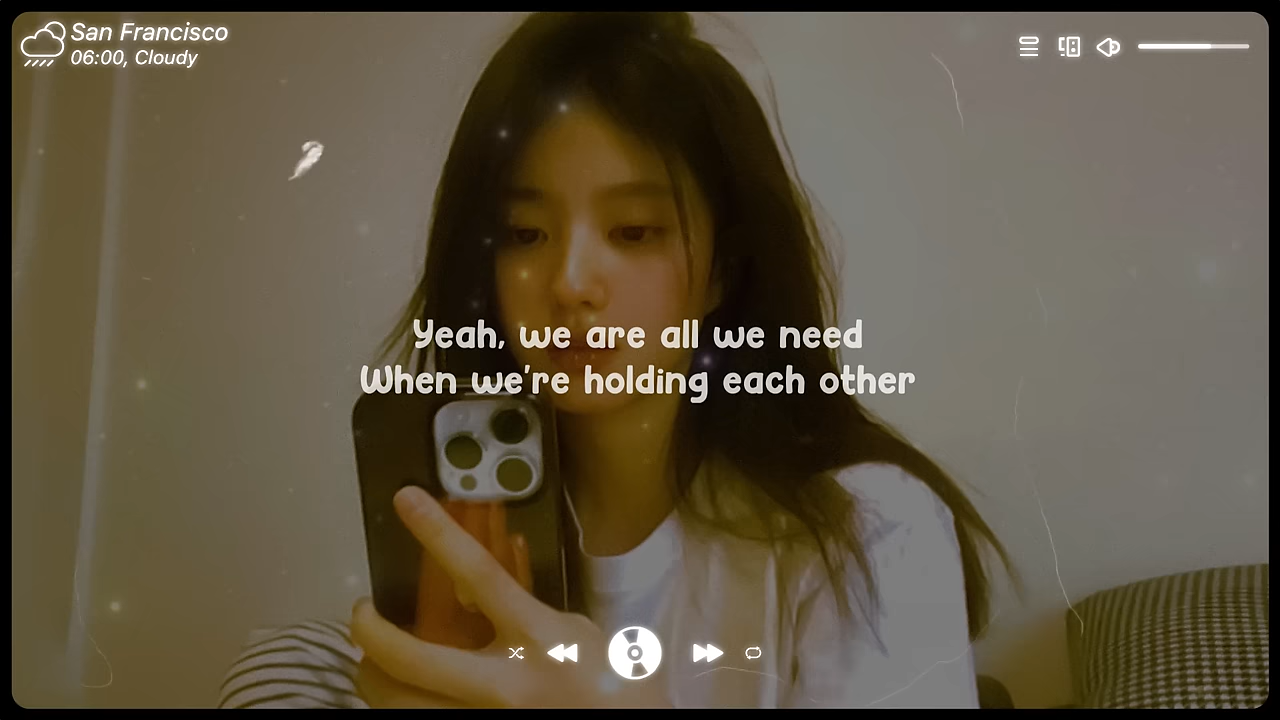 San Francisco
06:00, Cloudy
Yeah, we are all we need
When we're holding each other